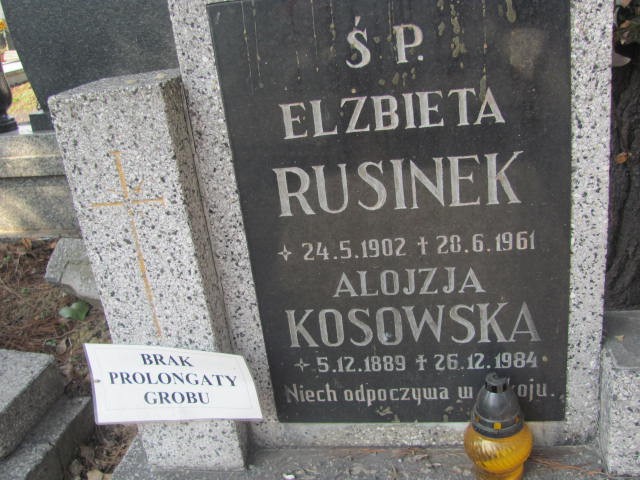 Ś P.
ELZBIETA
RUSINEK
✧ 24.5.1902 ✝ 28.6.1961
ALOJZJA
KOSOWSKA
✧ 5.12.1889 ✝ 26.12.1984
Niech odpoczywa w
BRAK
PROLONGATY
GROBU